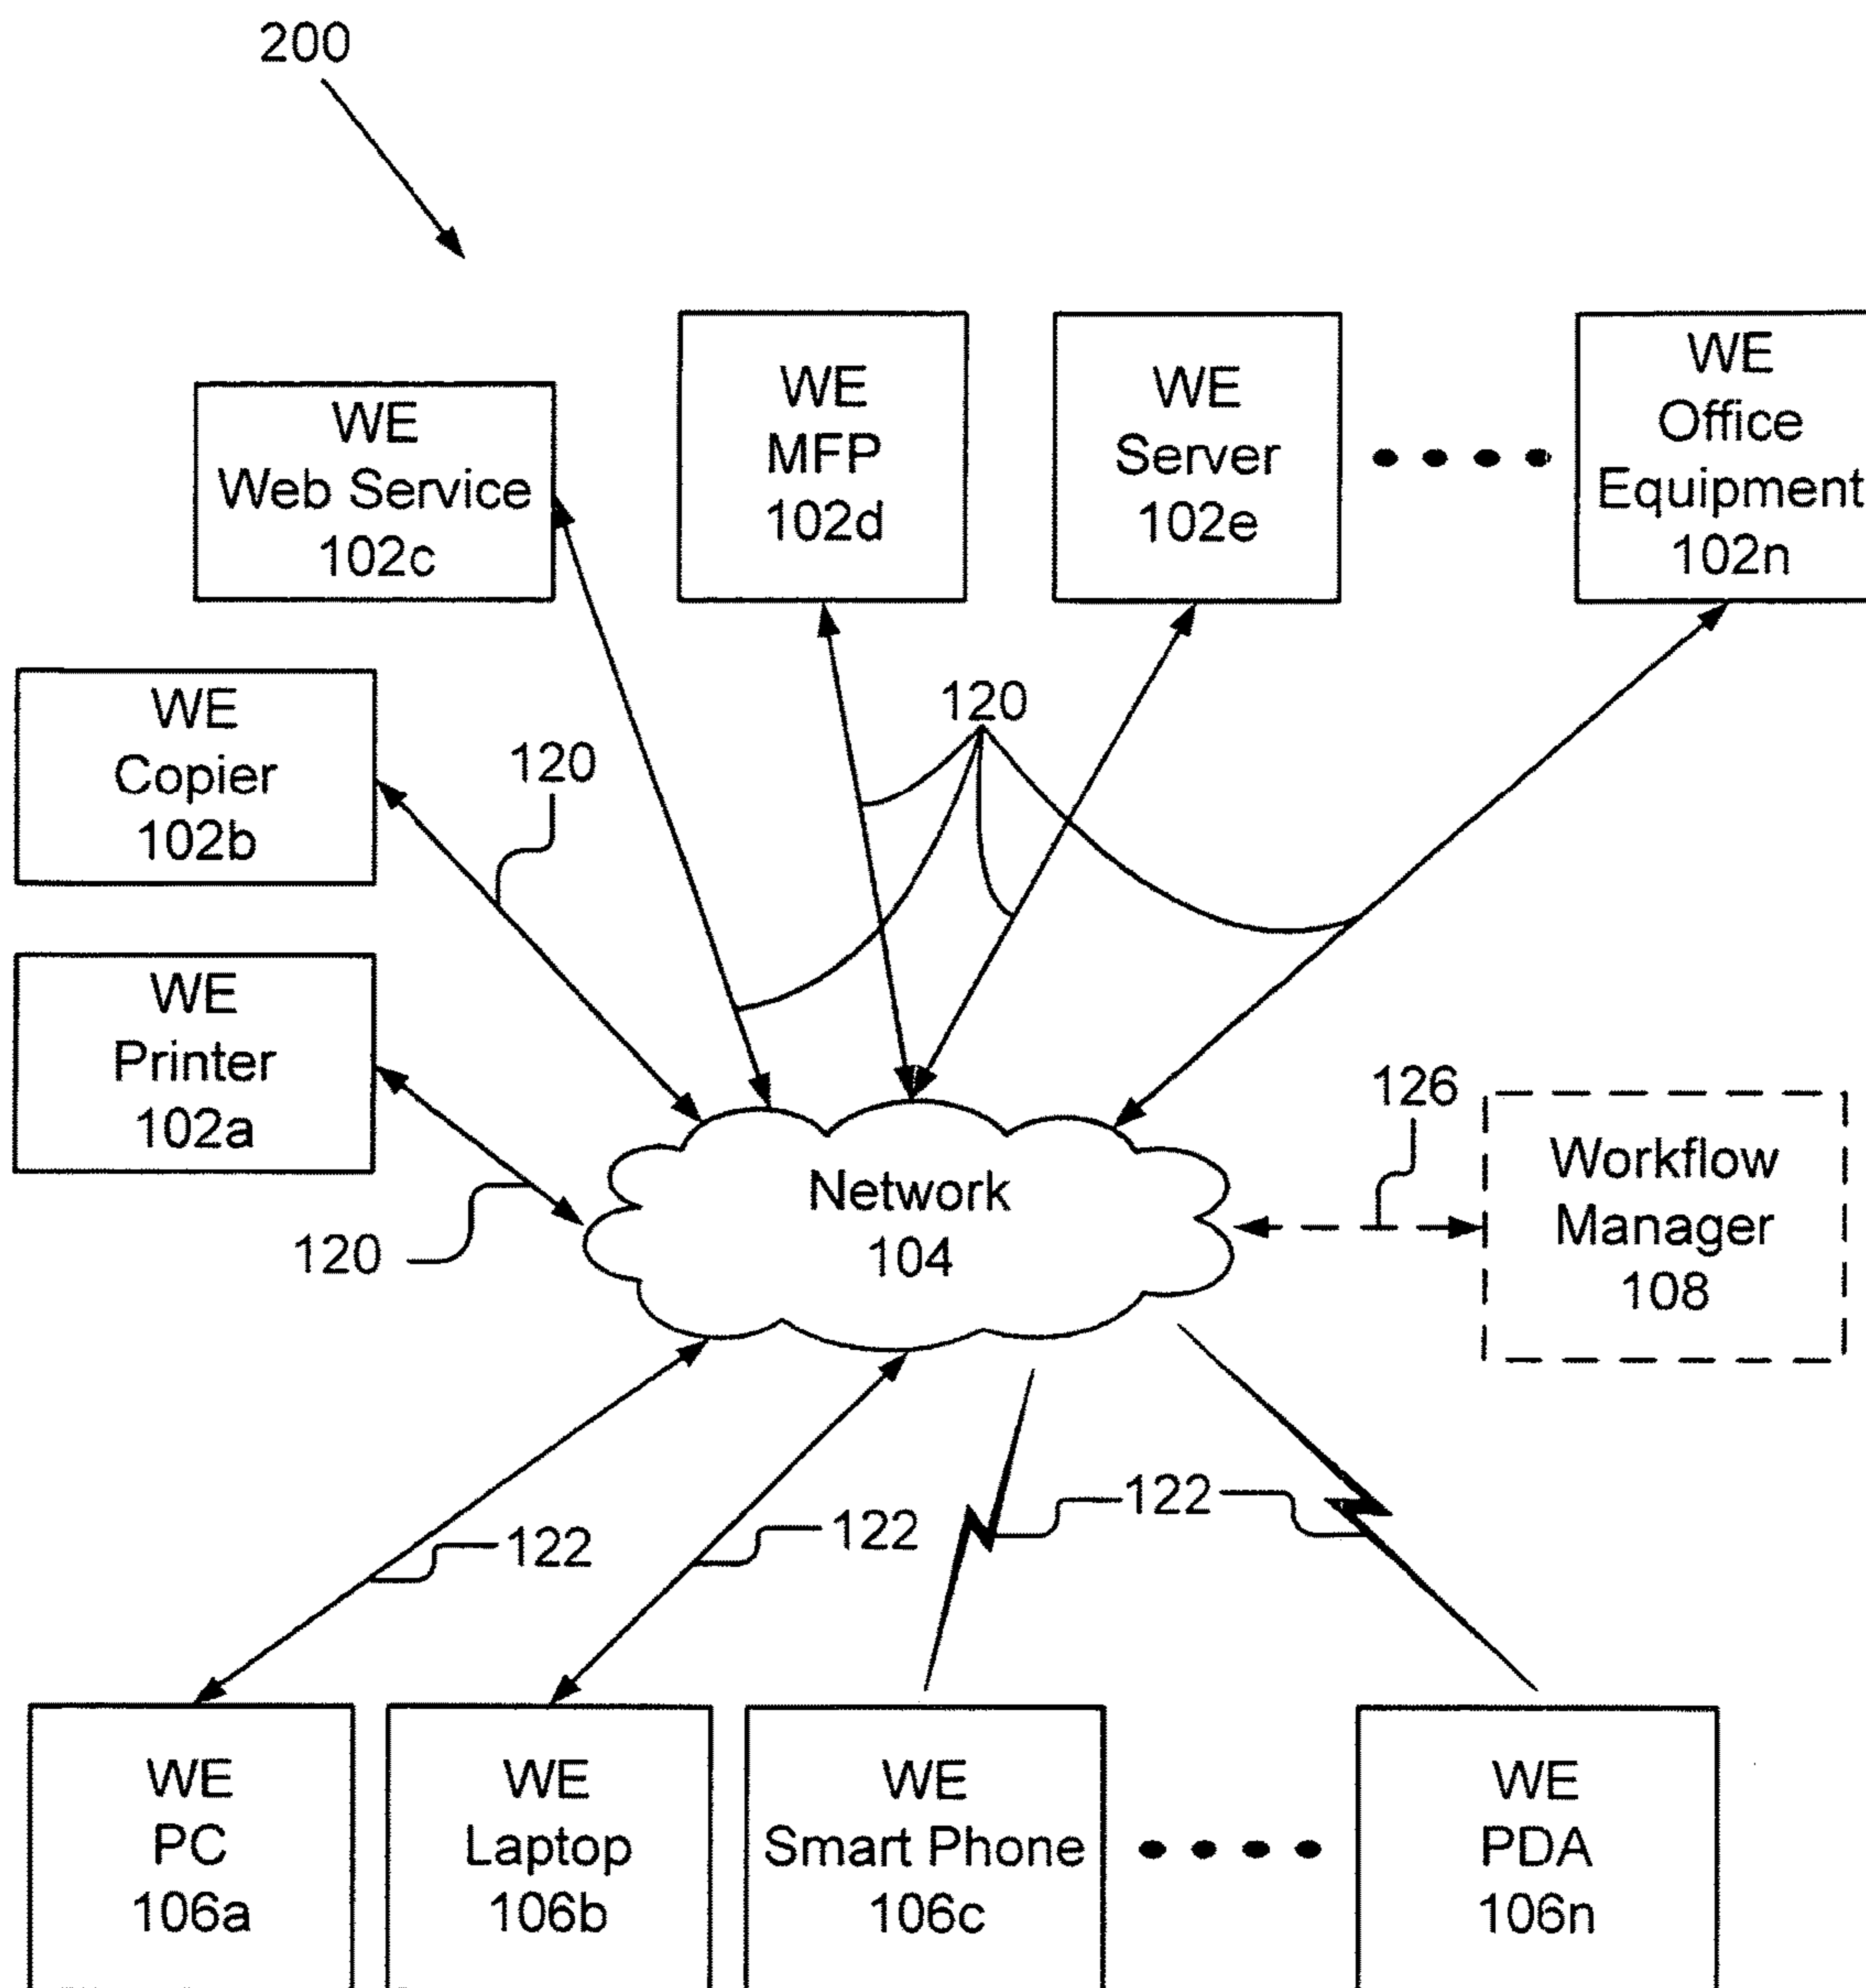 200
WE
Web Service
102c
WE
MFP
102d
WE
Server
102e
WE
Office
Equipment
102n
WE
Copier
102b
120
120
WE
Printer
102a
120
Network
104
126
Workflow
Manager
108
122
122
122
WE
PC
106a
WE
Laptop
106b
WE
Smart Phone
106c
WE
PDA
106n